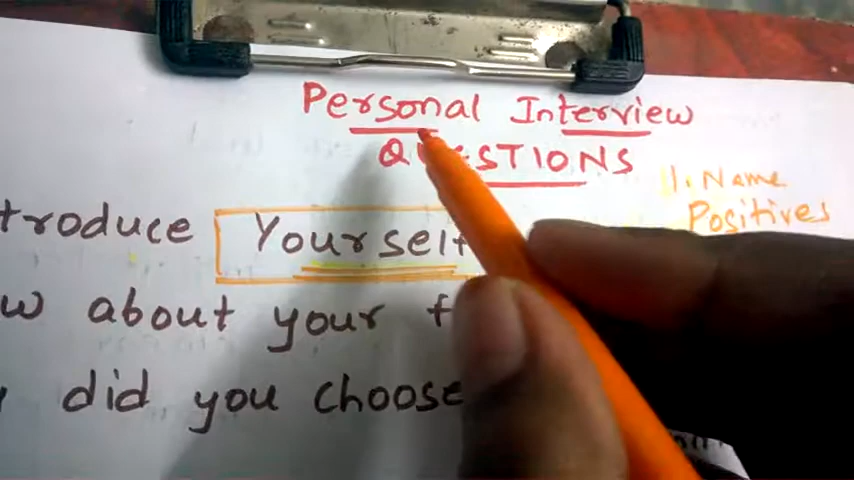 Personal Interview
QUESTIONS
1. Name
Positives
troduce Yourself
w about your f
did you choose